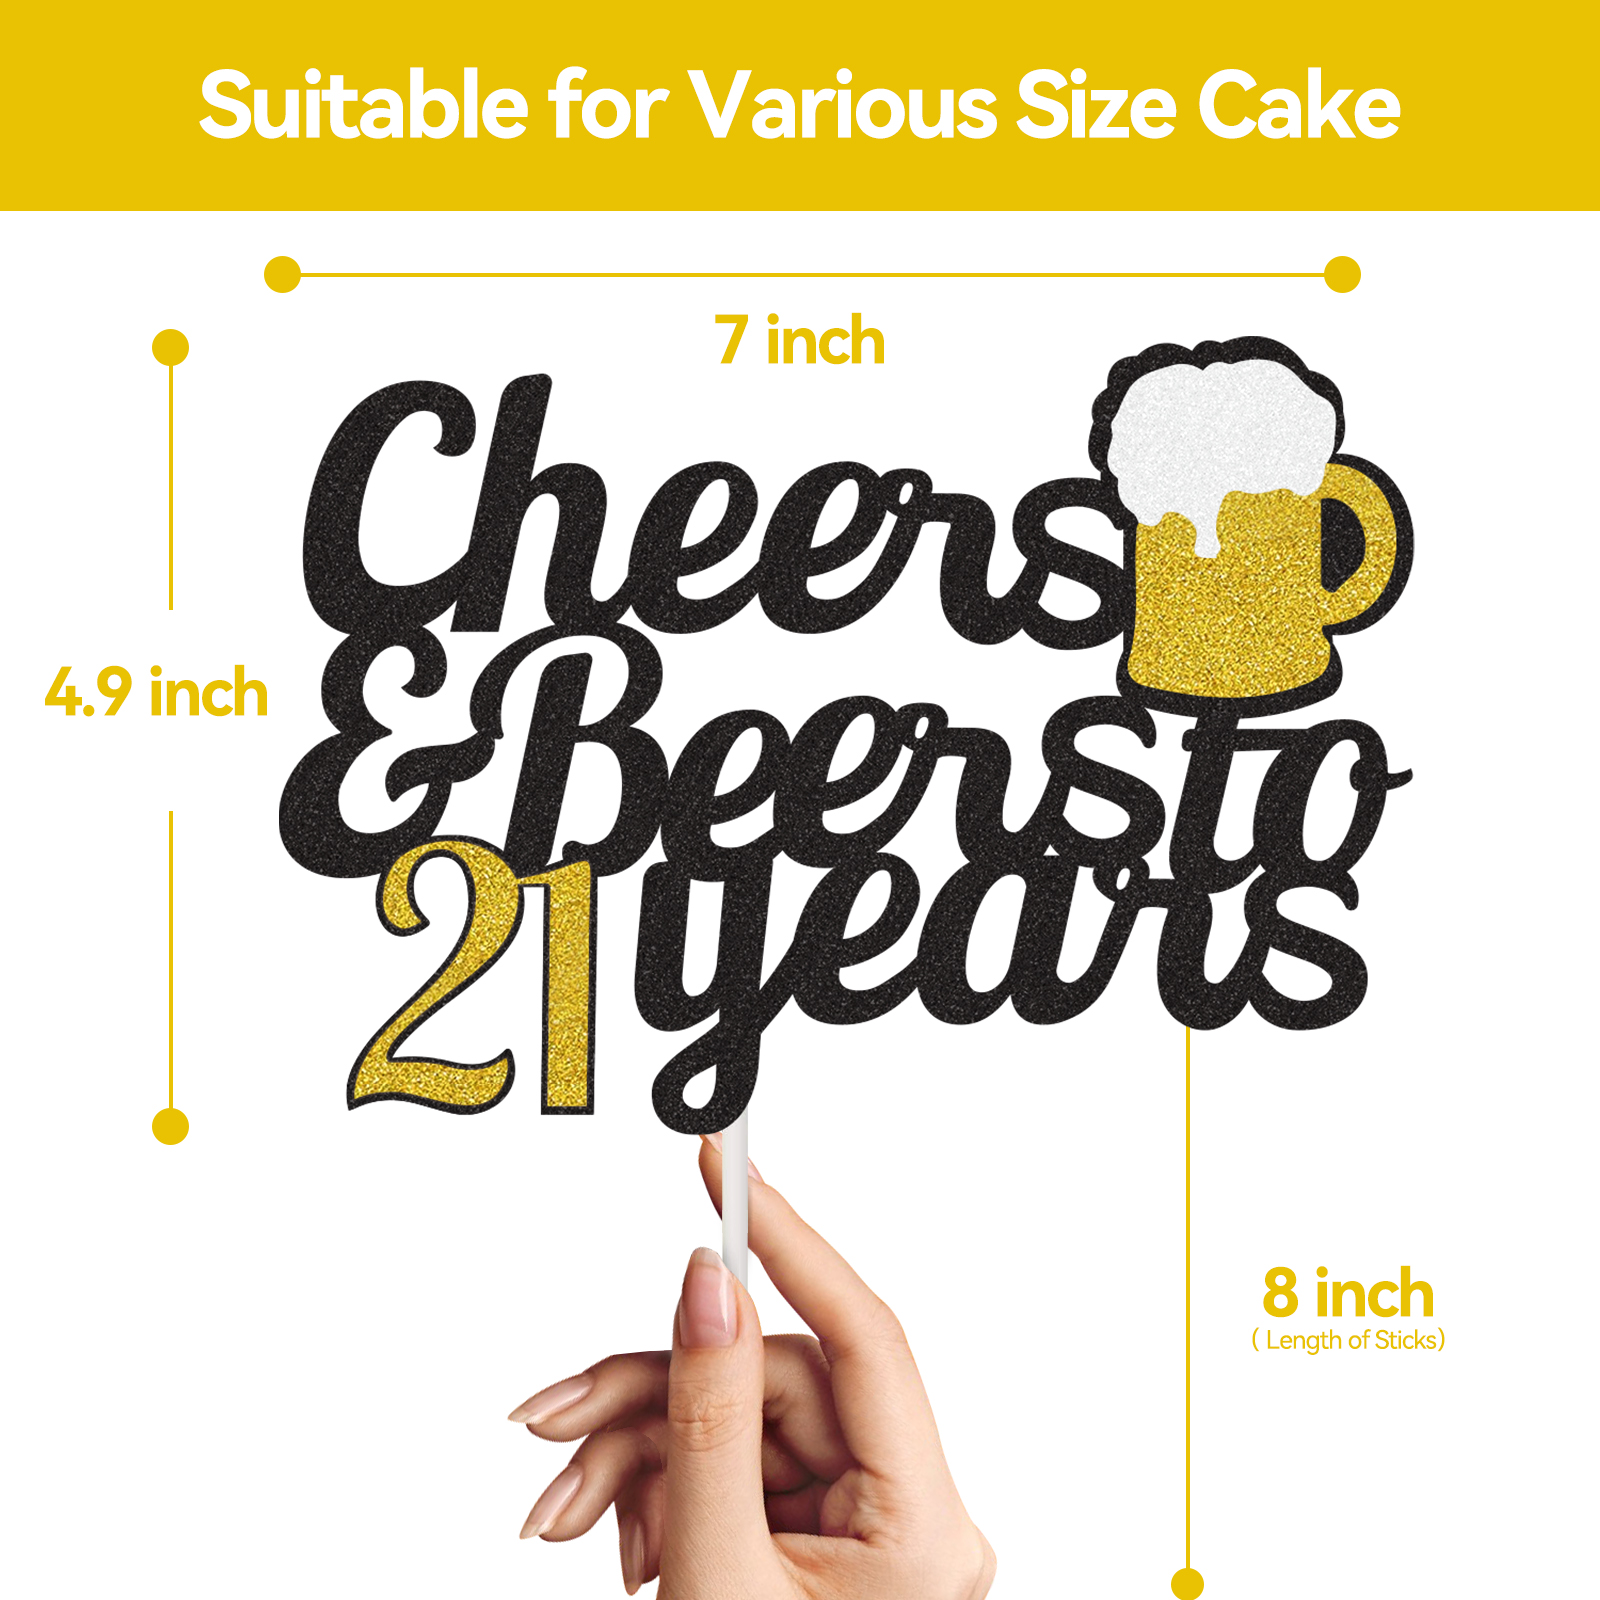 Suitable for Various Size Cake
7 inch
Cheers
4.9 inch
& Beers to
21 years
8 inch
( Length of Sticks)